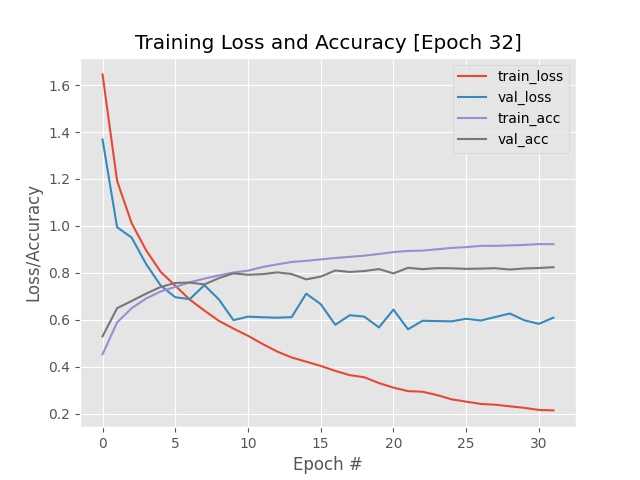 Training Loss and Accuracy [Epoch 32]
train_loss
val_loss
train_acc
val_acc
Loss/Accuracy
1.6
1.4
1.2
1.0
0.8
0.6
0.4
0.2
0 5 10 15 20 25 30
Epoch #